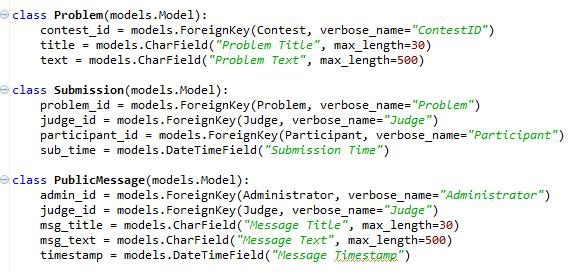 class Problem(models.Model):
contest_id = models.ForeignKey(Contest, verbose_name="ContestID")
title = models.CharField("Problem Title", max_length=30)
text = models.CharField("Problem Text", max_length=500)
class Submission(models.Model):
problem_id = models.ForeignKey(Problem, verbose_name="Problem")
judge_id = models.ForeignKey(Judge, verbose_name="Judge")
participant_id = models.ForeignKey(Participant, verbose_name="Participant")
sub_time = models.DateTimeField("Submission Time")
class PublicMessage(models.Model):
admin_id = models.ForeignKey(Administrator, verbose_name="Administrator")
judge_id = models.ForeignKey(Judge, verbose_name="Judge")
msg_title = models.CharField("Message Title", max_length=30)
msg_text = models.CharField("Message Text", max_length=500)
timestamp = models.DateTimeField("Message Timestamp")